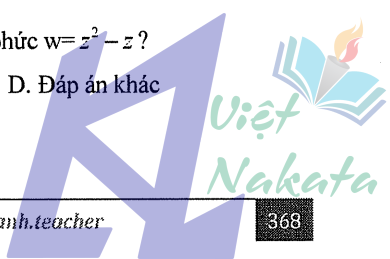 phức w= z² – z ?
D. Đáp án khác
Việt
Nakata
anh.teacher
368